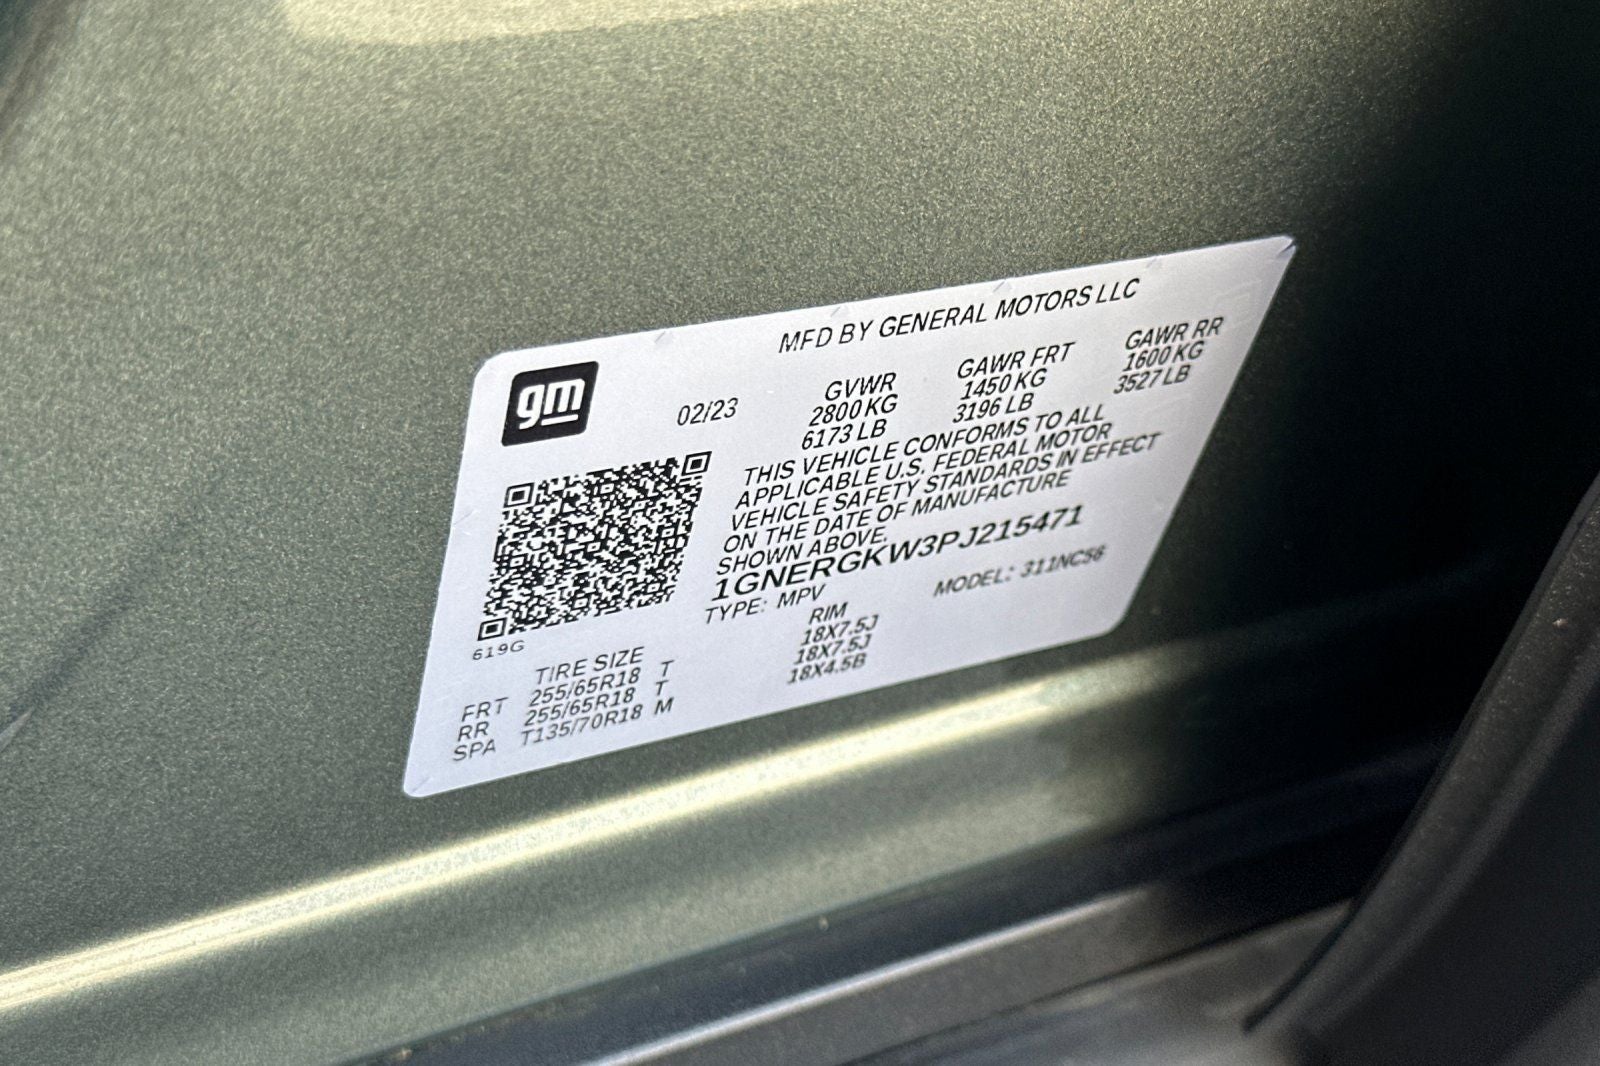 MFD BY GENERAL MOTORS LLC
gm
02/23
GVWR GAWR FRT GAWR RR
2800 KG 1450 KG 1600 KG
6173 LB 3196 LB 3527 LB
THIS VEHICLE CONFORMS TO ALL
APPLICABLE U.S. FEDERAL MOTOR
VEHICLE SAFETY STANDARDS IN EFFECT
ON THE DATE OF MANUFACTURE
SHOWN ABOVE.
1GNERGKW3PJ215471
TYPE: MPV MODEL: 311NC56
619G
TIRE SIZE RIM
FRT 255/65R18 T 18X7.5J
RR 255/65R18 T 18X7.5J
SPA T135/70R18 M 18X4.5B